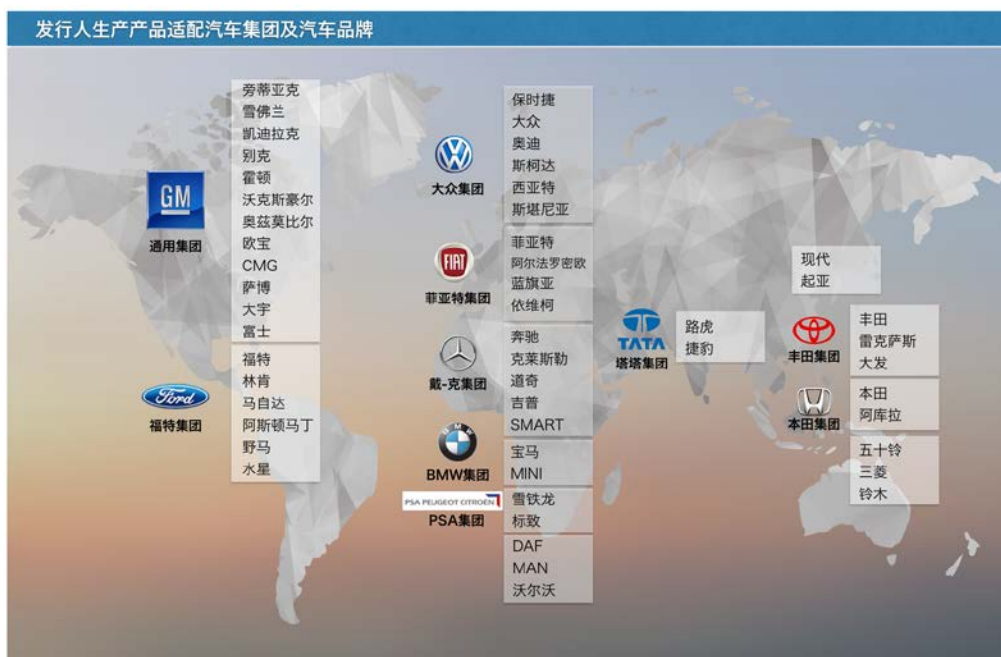 发行人生产产品适配汽车集团及汽车品牌
GM
通用集团
旁蒂亚克
雪佛兰
凯迪拉克
别克
霍顿
沃克斯豪尔
奥兹莫比尔
欧宝
CMG
萨博
大宇
富士
Ford
福特集团
福特
林肯
马自达
阿斯顿马丁
野马
水星
大众集团
保时捷
大众
奥迪
斯柯达
西亚特
斯堪尼亚
FIAT
菲亚特集团
菲亚特
阿尔法罗密欧
蓝旗亚
依维柯
戴-克集团
奔驰
克莱斯勒
道奇
吉普
SMART
BMW
BMW集团
宝马
MINI
PSA PEUGEOT CITROËN
PSA集团
雪铁龙
标致
DAF
MAN
沃尔沃
TATA
塔塔集团
路虎
捷豹
现代
起亚
丰田集团
丰田
雷克萨斯
大发
本田集团
本田
阿库拉
五十铃
三菱
铃木